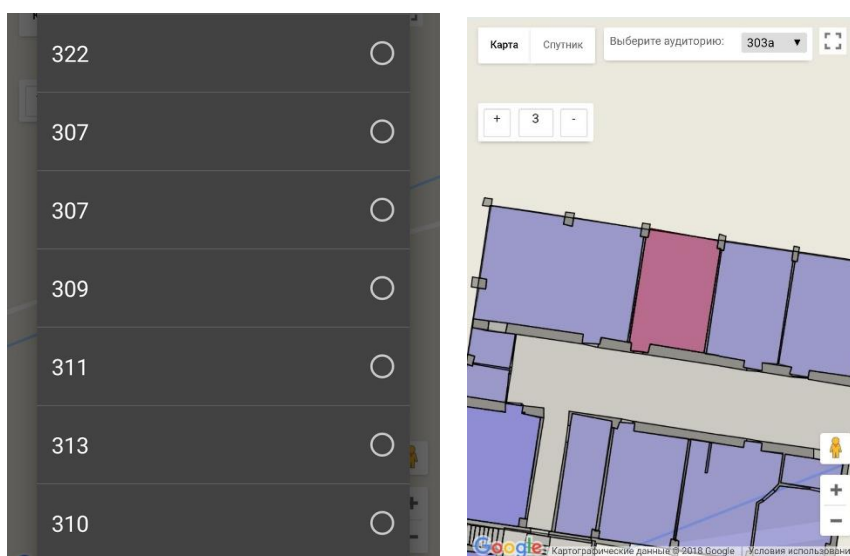 322
307
307
309
311
313
310
Карта
Спутник
Выберите аудиторию:
303а ▼
+ 3 -
+
−
Google
Картографические данные © 2018 Google
Условия использовани